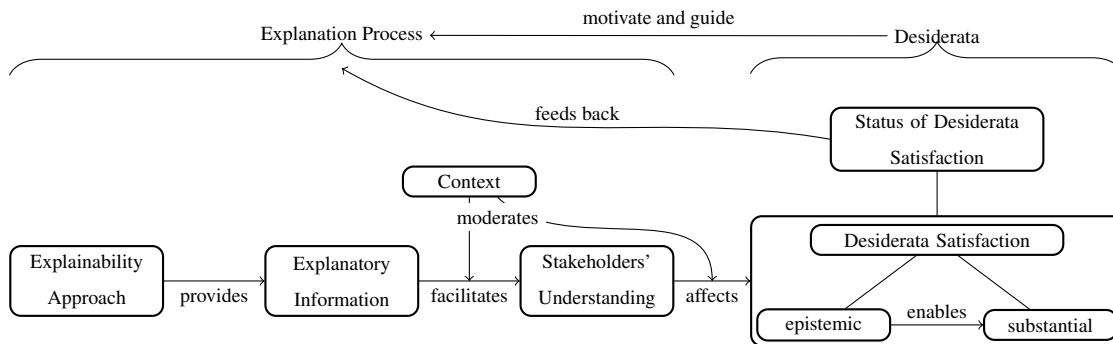 motivate and guide
Explanation Process
Desiderata
feeds back
Status of Desiderata
Satisfaction
Context
moderates
Explainability
Approach
provides
Explanatory
Information
facilitates
Stakeholders’
Understanding
affects
Desiderata Satisfaction
epistemic
enables
substantial